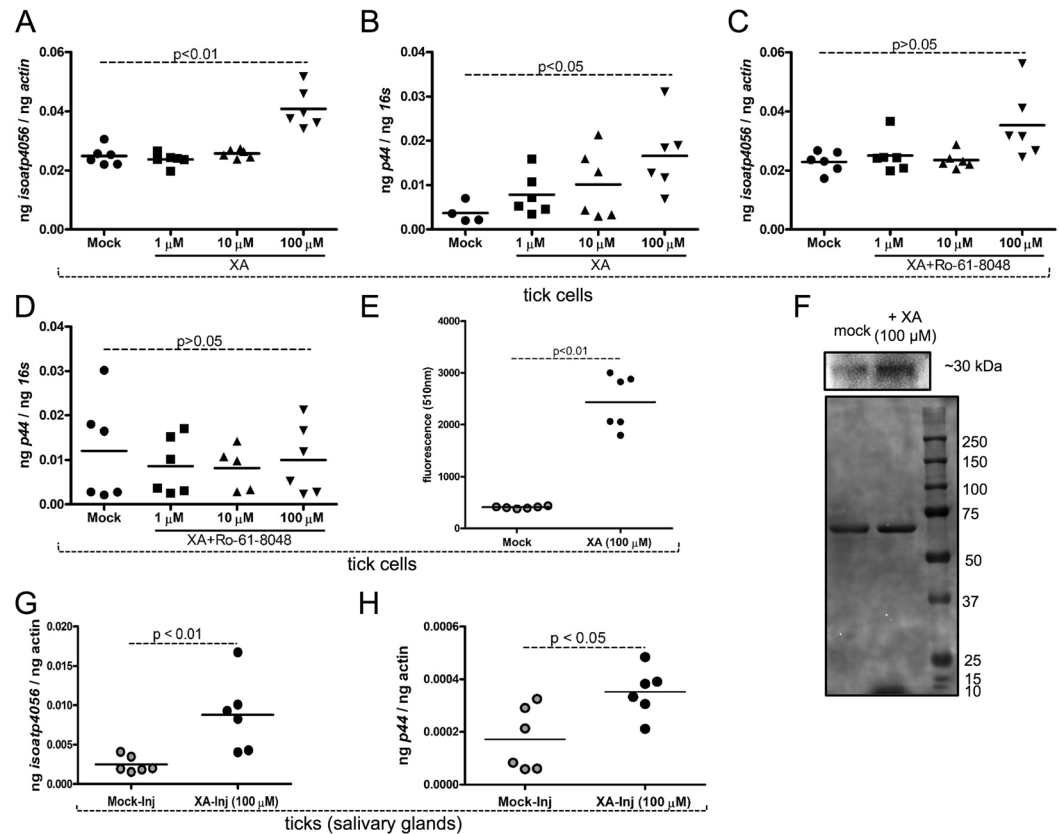 A
ng isoatp4056 / ng actin
0.06
0.04
0.02
0.00
p<0.01
Mock
1 µM
10 µM
100 µM
XA
B
ng p44 / ng 16s
0.04
0.03
0.02
0.01
0.00
p<0.05
Mock
1 µM
10 µM
100 µM
XA
C
ng isoatp4056 / ng actin
0.06
0.04
0.02
0.00
p>0.05
Mock
1 µM
10 µM
100 µM
XA+Ro-61-8048
tick cells
D
ng p44 / ng 16s
0.04
0.03
0.02
0.01
0.00
p>0.05
Mock
1 µM
10 µM
100 µM
XA+Ro-61-8048
E
fluorescence (510nm)
4000
3000
2000
1000
0
p<0.01
Mock
XA (100 µM)
tick cells
F
mock
+ XA
(100 µM)
~30 kDa
250
150
100
75
50
37
25
15
10
G
ng isoatp4056 / ng actin
0.020
0.015
0.010
0.005
0.000
p < 0.01
Mock-Inj
XA-Inj (100 µM)
H
ng p44 / ng actin
0.0006
0.0004
0.0002
0.0000
p < 0.05
Mock-Inj
XA-Inj (100 µM)
ticks (salivary glands)